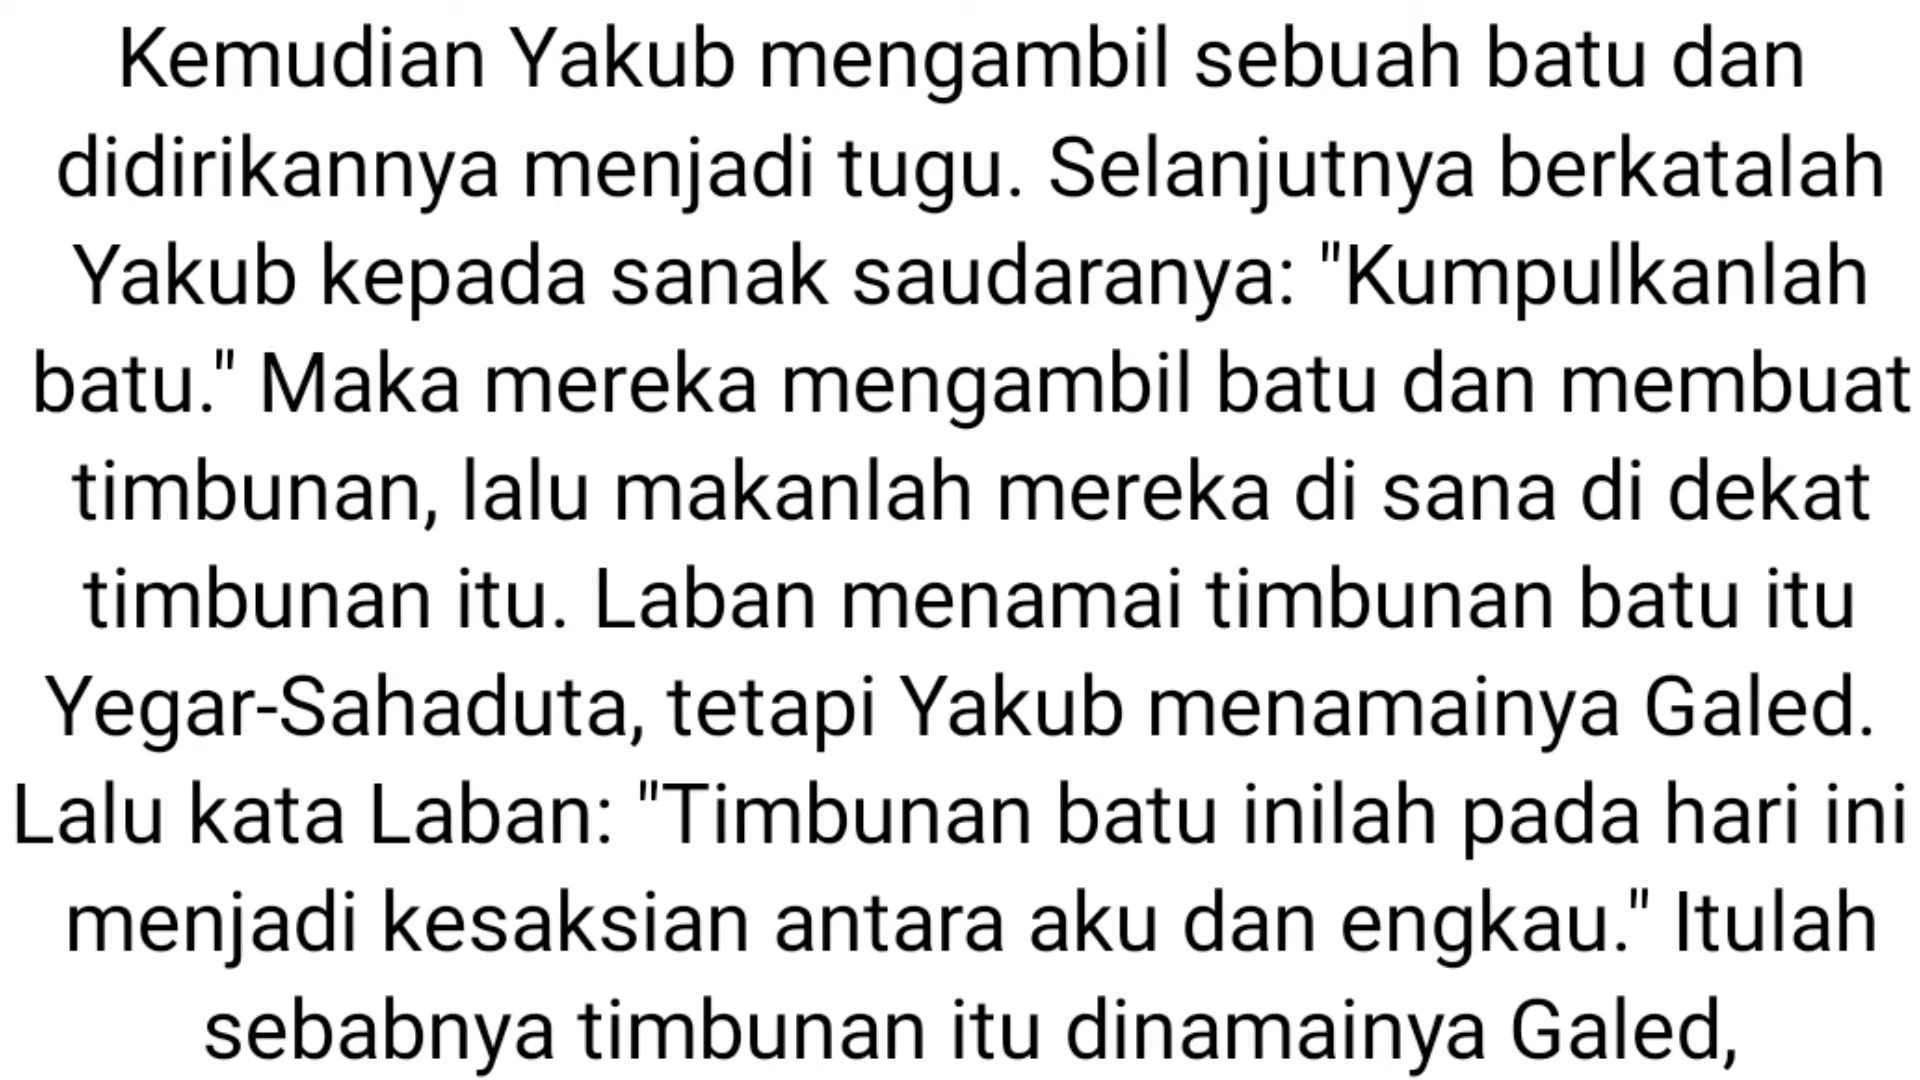 Kemudian Yakub mengambil sebuah batu dan
didirikannya menjadi tugu. Selanjutnya berkatalah
Yakub kepada sanak saudaranya: "Kumpulkanlah
batu." Maka mereka mengambil batu dan membuat
timbunan, lalu makanlah mereka di sana di dekat
timbunan itu. Laban menamai timbunan batu itu
Yegar-Sahaduta, tetapi Yakub menamainya Galed.
Lalu kata Laban: "Timbunan batu inilah pada hari ini
menjadi kesaksian antara aku dan engkau." Itulah
sebabnya timbunan itu dinamainya Galed,